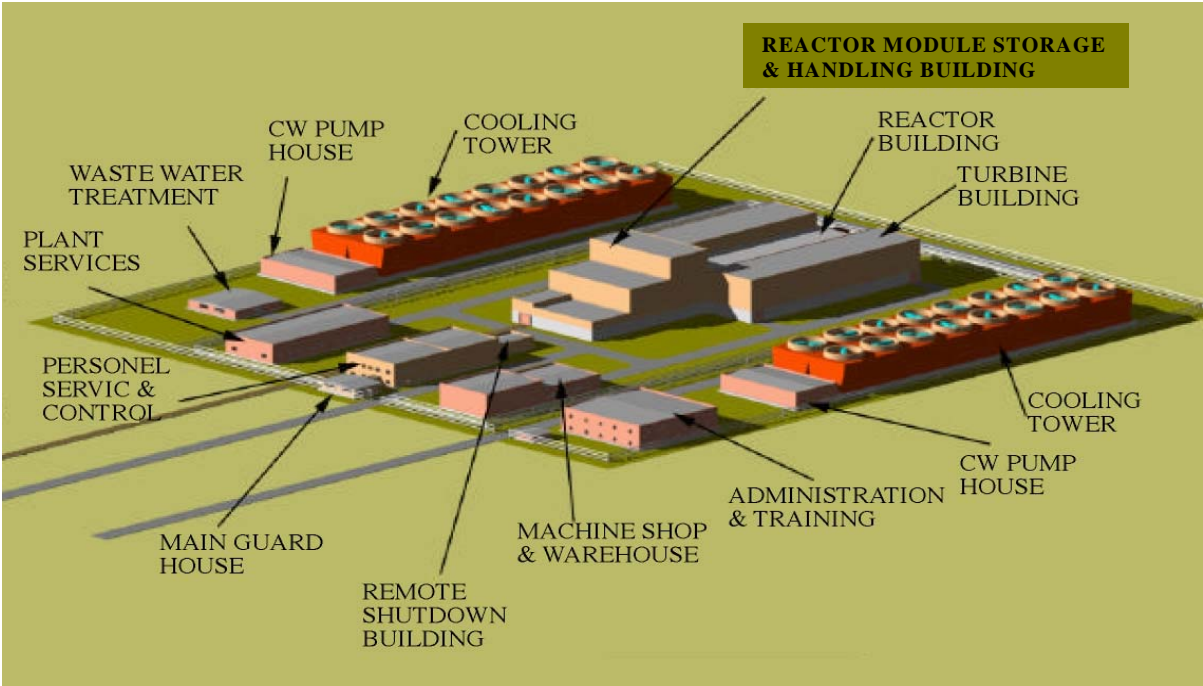 REACTOR MODULE STORAGE
& HANDLING BUILDING
CW PUMP
HOUSE
COOLING
TOWER
REACTOR
BUILDING
WASTE WATER
TREATMENT
TURBINE
BUILDING
PLANT
SERVICES
PERSONEL
SERVIC &
CONTROL
COOLING
TOWER
CW PUMP
HOUSE
ADMINISTRATION
& TRAINING
MACHINE SHOP
& WAREHOUSE
MAIN GUARD
HOUSE
REMOTE
SHUTDOWN
BUILDING